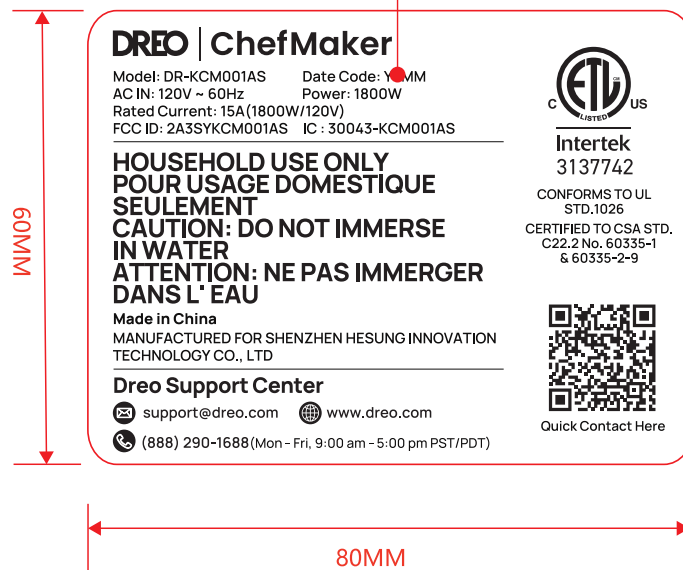 DREO | ChefMaker
Model: DR-KCM001AS Date Code: Y MM
AC IN: 120V ~ 60Hz Power: 1800W
Rated Current: 15A(1800W/120V)
FCC ID: 2A3SYKCM001AS IC : 30043-KCM001AS
HOUSEHOLD USE ONLY
POUR USAGE DOMESTIQUE
SEULEMENT
CAUTION: DO NOT IMMERSE
IN WATER
ATTENTION: NE PAS IMMERGER
DANS L' EAU
Made in China
MANUFACTURED FOR SHENZHEN HESUNG INNOVATION
TECHNOLOGY CO., LTD
Dreo Support Center
support@dreo.com www.dreo.com
(888) 290-1688(Mon - Fri, 9:00 am - 5:00 pm PST/PDT)
ETL
C US
LISTED
Intertek
3137742
CONFORMS TO UL
STD.1026
CERTIFIED TO CSA STD.
C22.2 No. 60335-1
& 60335-2-9
Quick Contact Here
60MM
80MM